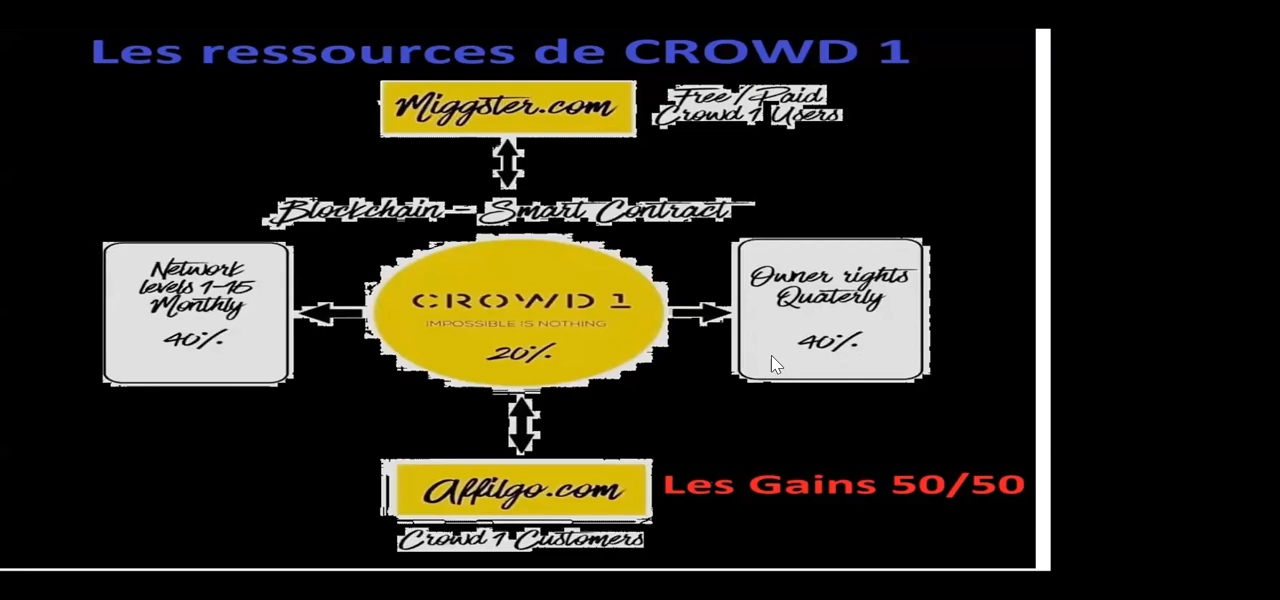 Les ressources de CROWD 1
Miggster.com
Free/Paid
Crowd 1 Users
Blockchain - Smart Contract
Network
levels 1-15
Monthly
40%
CROWD 1
IMPOSSIBLE IS NOTHING
20%
Owner rights
Quaterly
40%
Affilgo.com
Les Gains 50/50
Crowd 1 Customers